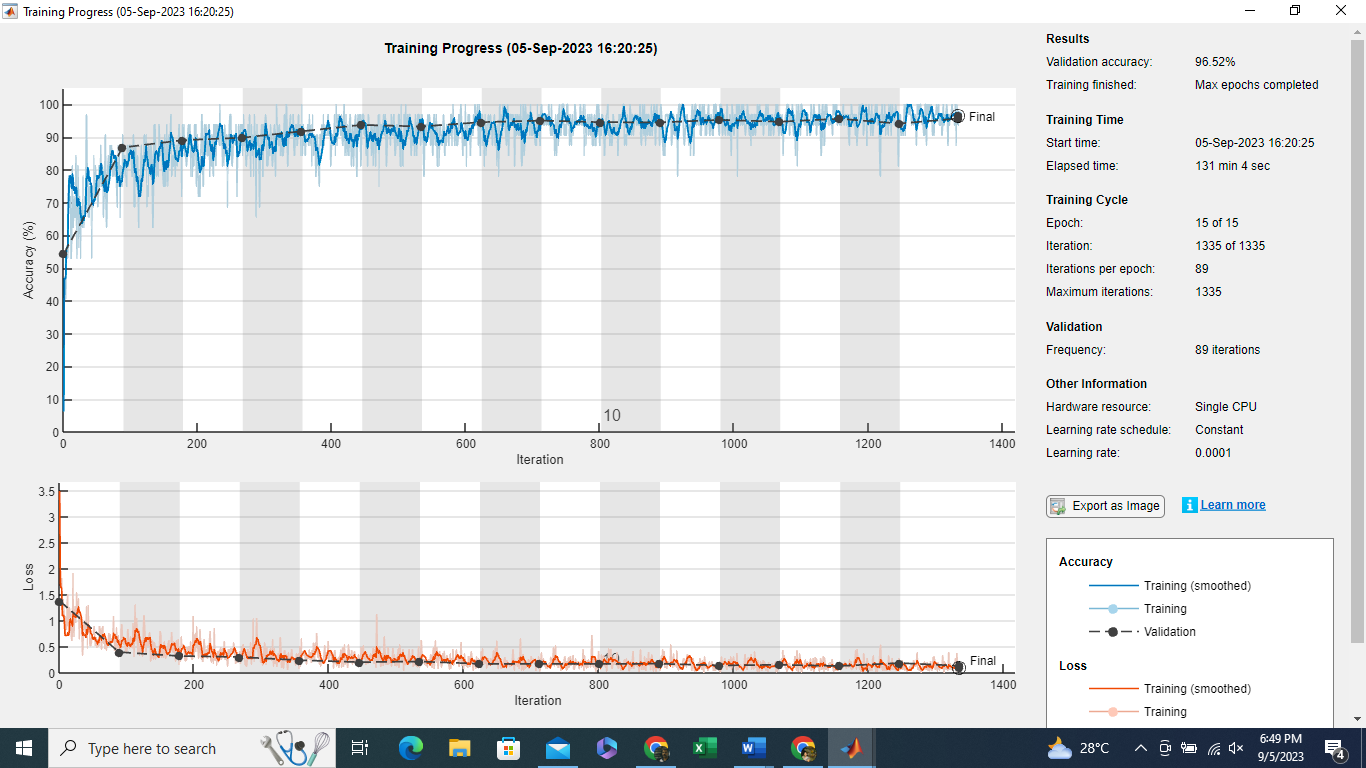 Training Progress (05-Sep-2023 16:20:25)
Training Progress (05-Sep-2023 16:20:25)
Accuracy (%)
100
90
80
70
60
50
40
30
20
10
0
Final
10
0 200 400 600 800 1000 1200 1400
Iteration
Loss
3.5
3
2.5
2
1.5
1
0.5
0
Final
0 200 400 600 800 1000 1200 1400
Iteration
Results
Validation accuracy: 96.52%
Training finished: Max epochs completed
Training Time
Start time: 05-Sep-2023 16:20:25
Elapsed time: 131 min 4 sec
Training Cycle
Epoch: 15 of 15
Iteration: 1335 of 1335
Iterations per epoch: 89
Maximum iterations: 1335
Validation
Frequency: 89 iterations
Other Information
Hardware resource: Single CPU
Learning rate schedule: Constant
Learning rate: 0.0001
Export as Image
i Learn more
Accuracy
Training (smoothed)
Training
Validation
Loss
Training (smoothed)
Training
Type here to search
28°C
6:49 PM
9/5/2023
4